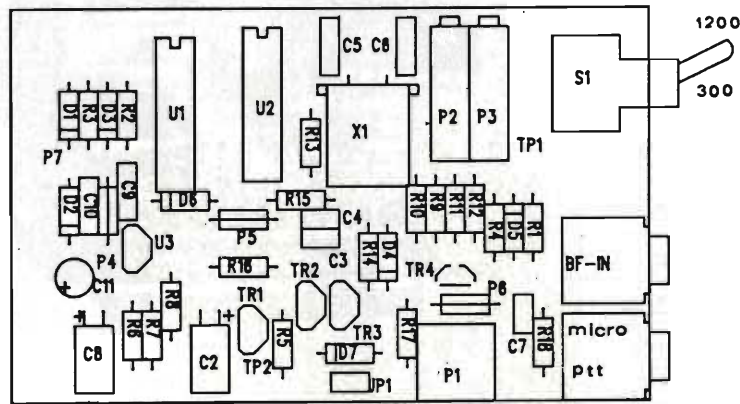 1200
300
C5
C6
S1
U1
U2
P2
P3
X1
TP1
D1
R3
D3
R2
R13
P7
D2
C10
C9
D6
R15
C4
P5
R10
R9
R11
R12
R4
D5
R1
U3
P4
C11
R16
C3
R14
D4
TR4
BF-IN
TR2
P6
R8
TR1
C8
R6
R7
C2
TP2
R5
TR3
D7
JP1
R17
P1
C7
R18
micro
ptt